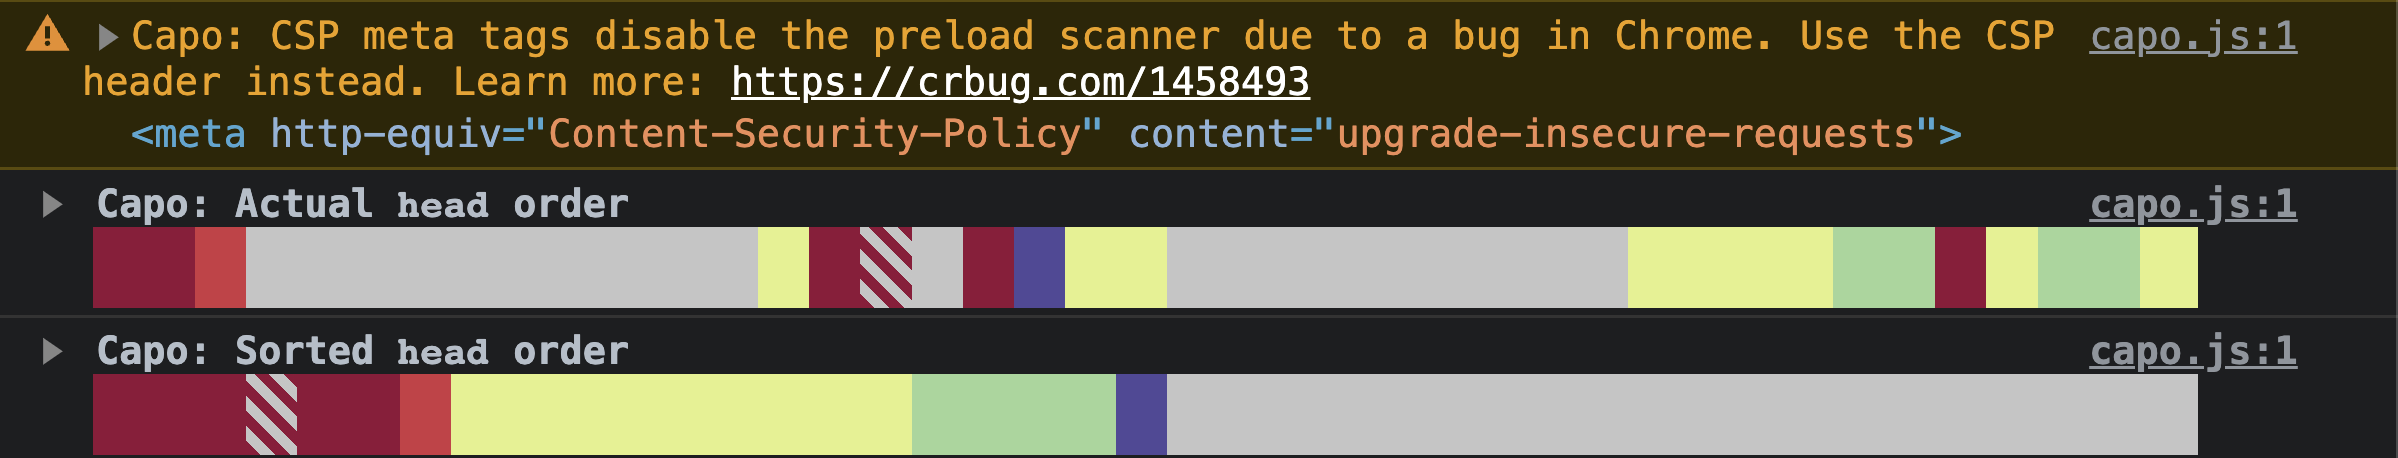 Capo: CSP meta tags disable the preload scanner due to a bug in Chrome. Use the CSP capo.js:1
header instead. Learn more: https://crbug.com/1458493
<meta http-equiv="Content-Security-Policy" content="upgrade-insecure-requests">
Capo: Actual head order capo.js:1
Capo: Sorted head order capo.js:1